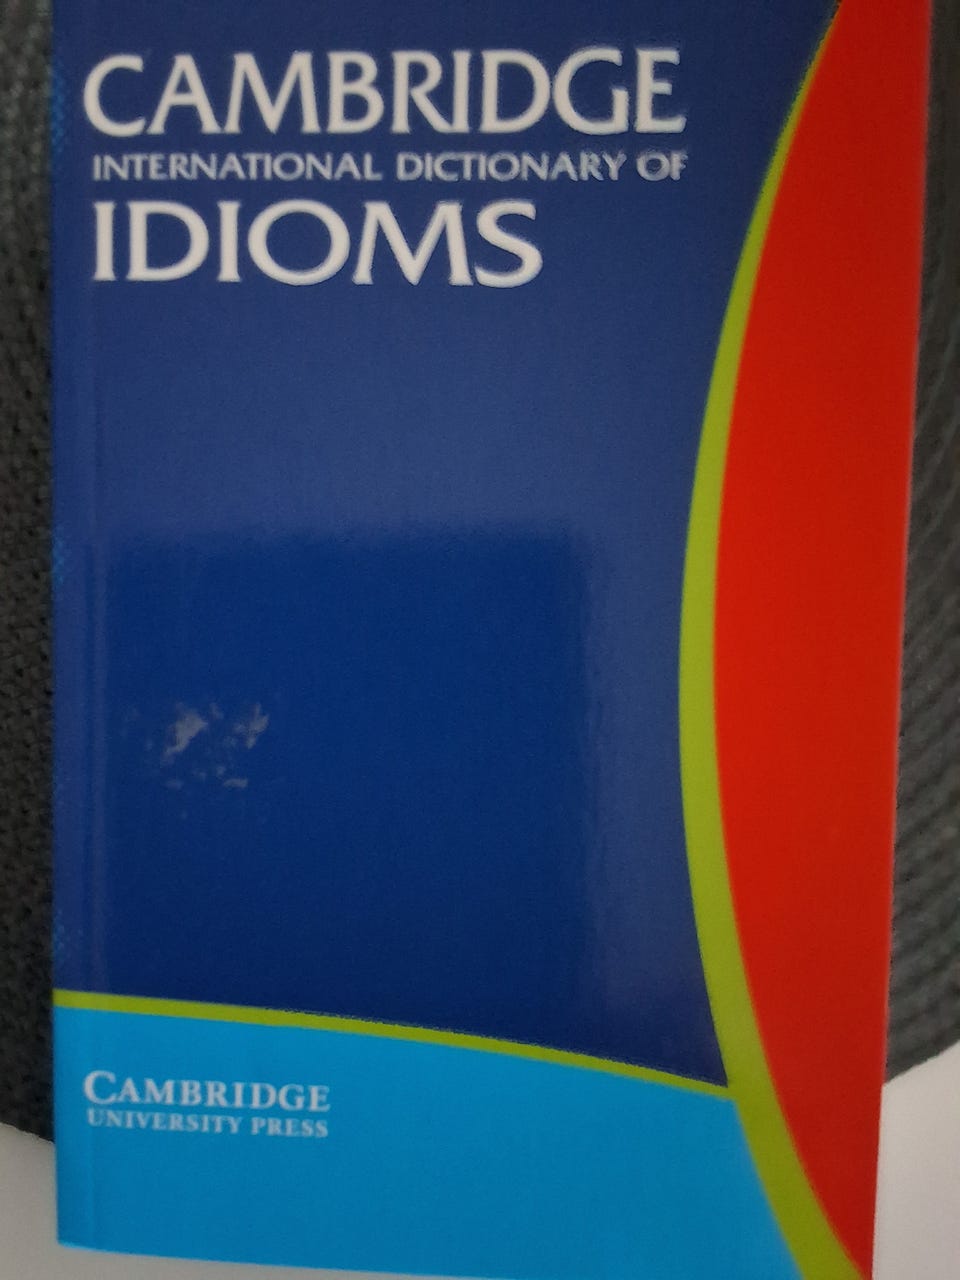 CAMBRIDGE
INTERNATIONAL DICTIONARY OF
IDIOMS
CAMBRIDGE
UNIVERSITY PRESS